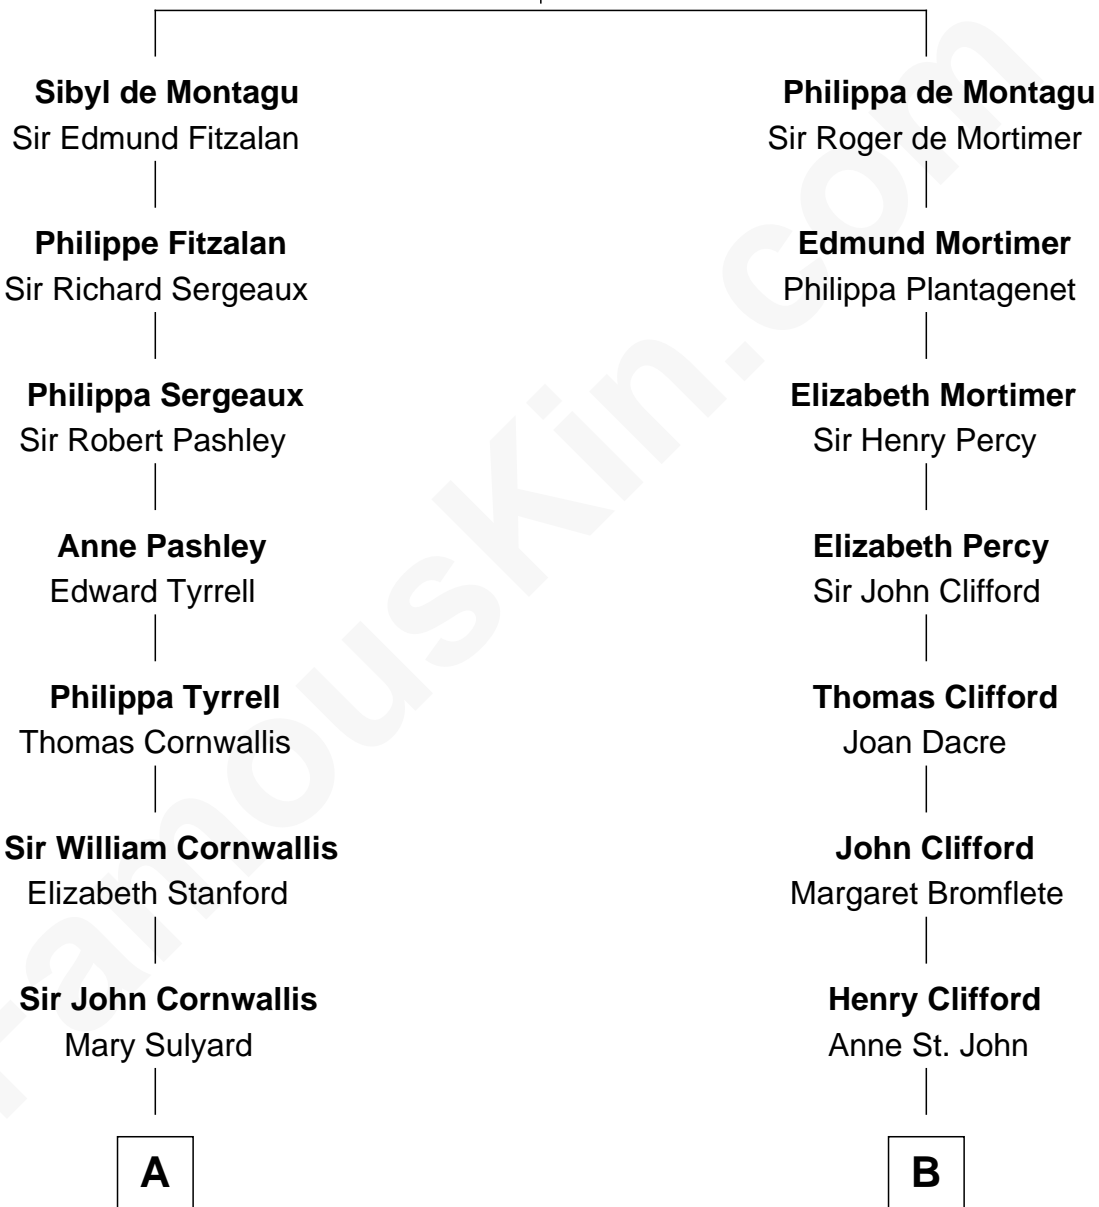 Sibyl de Montagu
Sir Edmund Fitzalan
Philippe Fitzalan
Sir Richard Sergeaux
Philippa Sergeaux
Sir Robert Pashley
Anne Pashley
Edward Tyrrell
Philippa Tyrrell
Thomas Cornwallis
Sir William Cornwallis
Elizabeth Stanford
Sir John Cornwallis
Mary Sulyard
A
Philippa de Montagu
Sir Roger de Mortimer
Edmund Mortimer
Philippa Plantagenet
Elizabeth Mortimer
Sir Henry Percy
Elizabeth Percy
Sir John Clifford
Thomas Clifford
Joan Dacre
John Clifford
Margaret Bromflete
Henry Clifford
Anne St. John
B
FamousKin.com